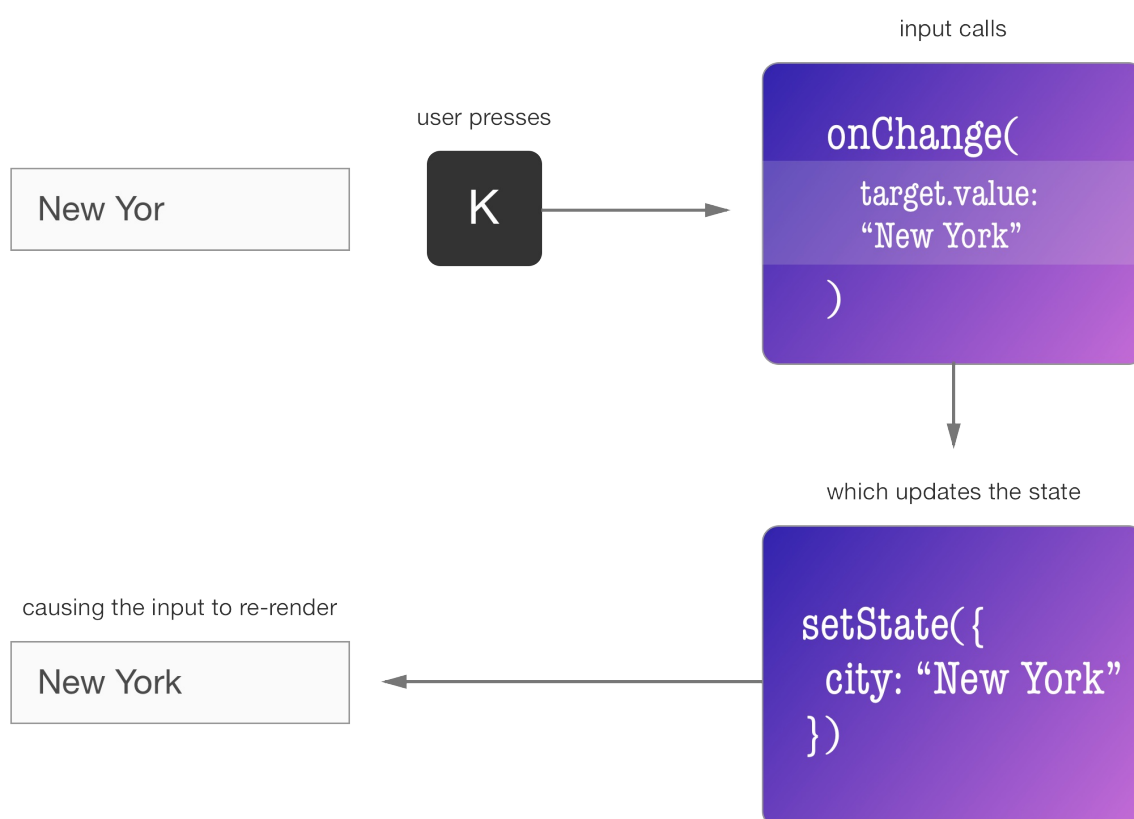 input calls
user presses
New Yor
K
onChange(
target.value:
“New York”
)
which updates the state
setState({
city: “New York”
})
causing the input to re-render
New York